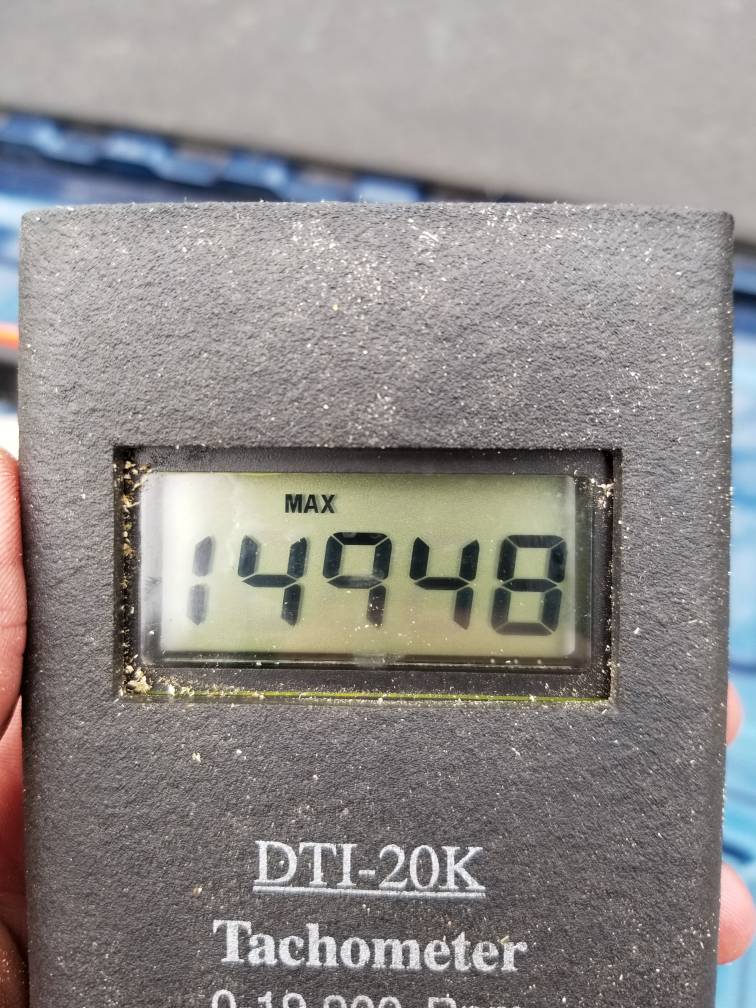 MAX
14948
DTI-20K
Tachometer